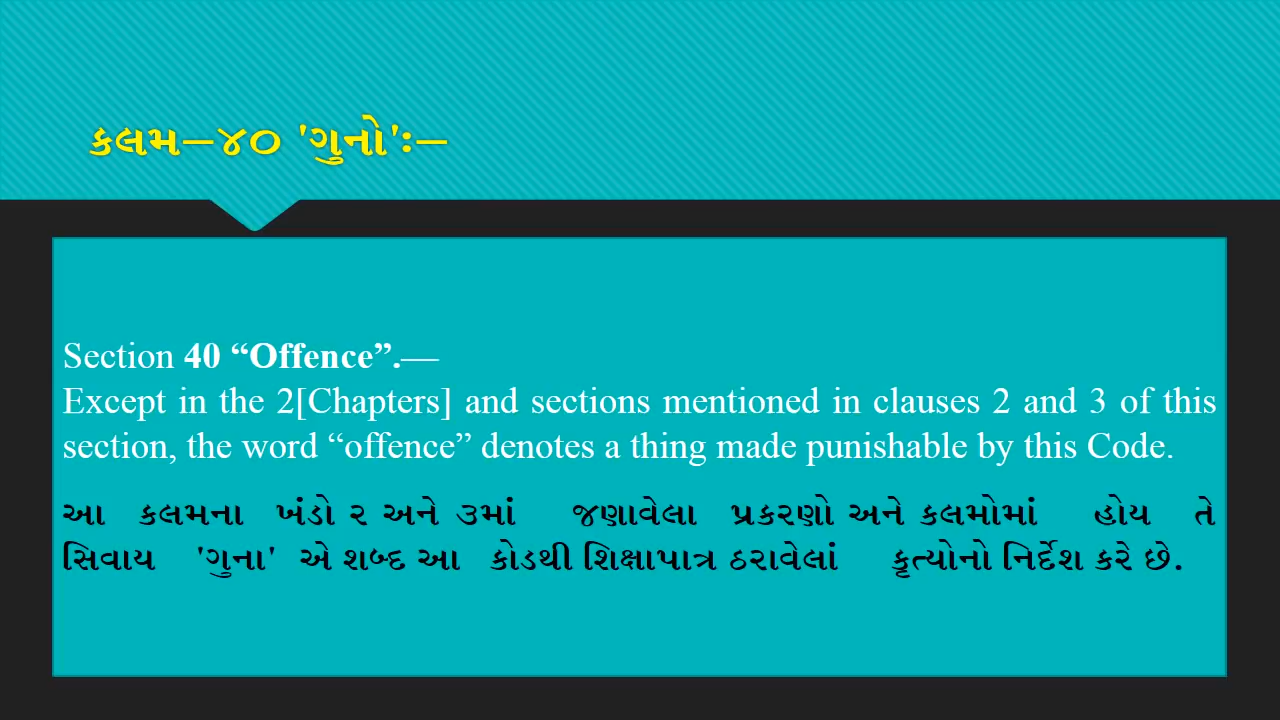 કલમ–૪૦ 'ગુનો':–
Section 40 “Offence”.—
Except in the 2[Chapters] and sections mentioned in clauses 2 and 3 of this
section, the word “offence” denotes a thing made punishable by this Code.
આ કલમના ખંડો ૨ અને ૩માં જણાવેલા પ્રકરણો અને કલમોમાં હોય તે
સિવાય 'ગુના' એ શબ્દ આ કોડથી શિક્ષાપાત્ર ઠરાવેલાં કૃત્યોનો નિર્દેશ કરે છે.